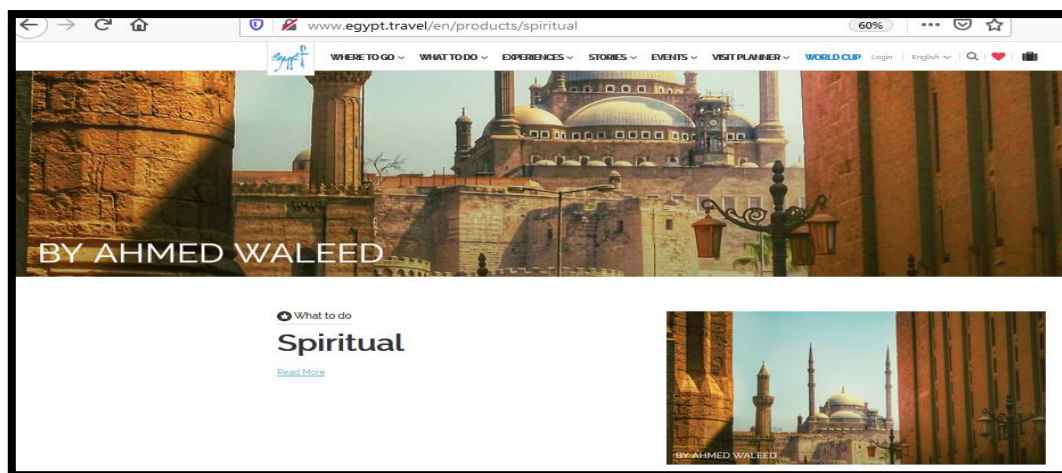 www.egypt.travel/en/products/spiritual
60%
egypt
WHERE TO GO WHAT TO DO EXPERIENCES STORIES EVENTS VISIT PLANNER WORLD CUP Login English
BY AHMED WALEED
What to do
Spiritual
Read More
BY AHMED WALEED